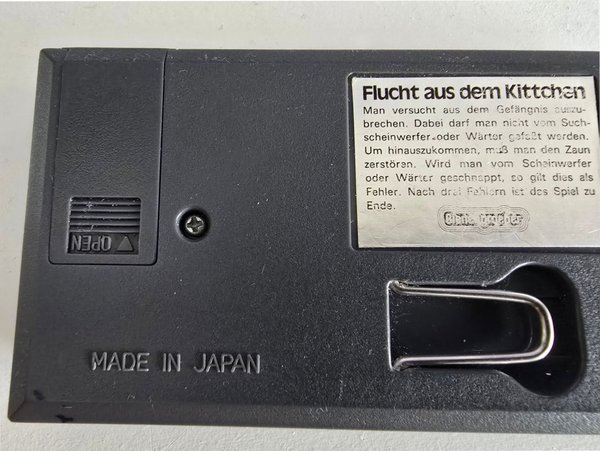 Flucht aus dem Kittchen
Man versucht aus dem Gefängnis auszu-
brechen. Dabei darf man nicht vom Such-
scheinwerfer oder Wärter gefaßt werden.
Um hinauszukommen, muß man den Zaun
zerstören. Wird man vom Scheinwerfer
oder Wärter geschnappt, so gilt dies als
Fehler. Nach drei Fehlern ist des Spiel zu
Ende.
OPEN
MADE IN JAPAN